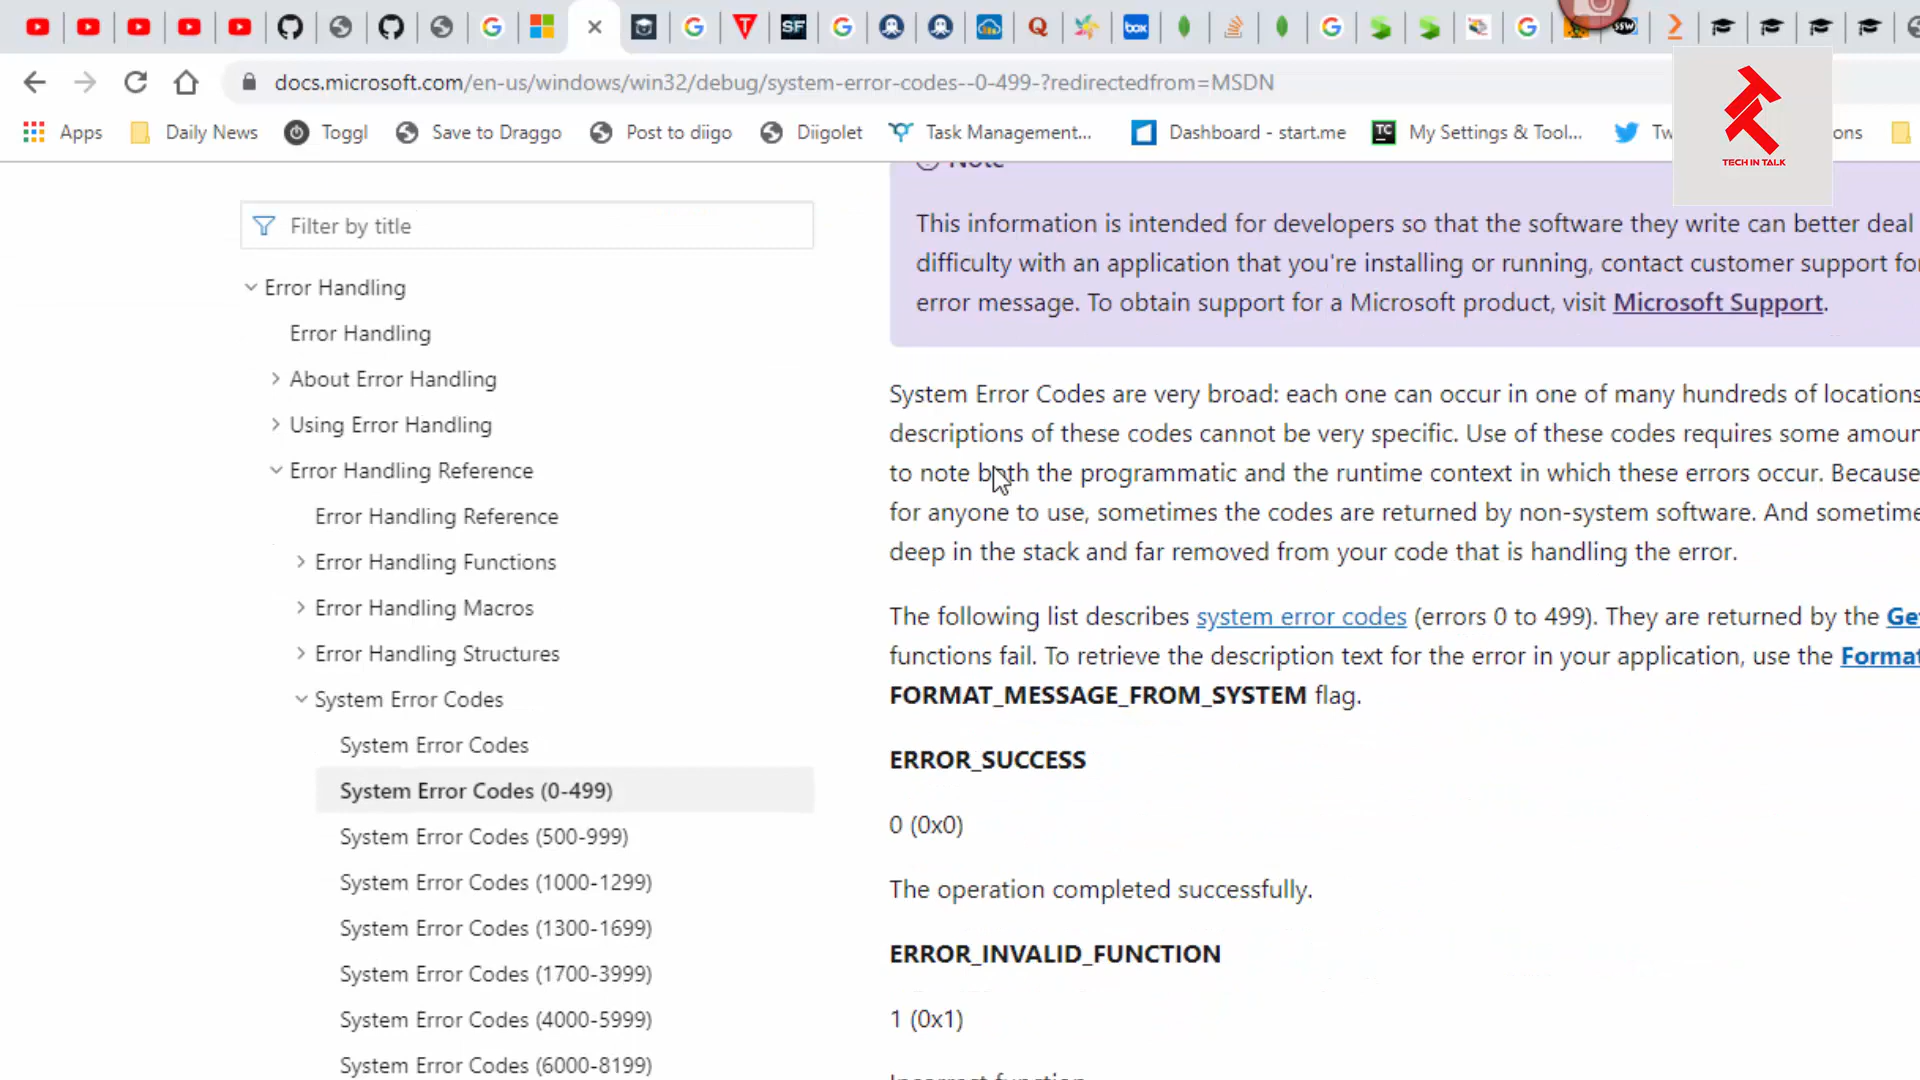 docs.microsoft.com/en-us/windows/win32/debug/system-error-codes--0-499-?redirectedfrom=MSDN
Apps Daily News Toggl Save to Draggo Post to diigo Diigolet Task Management... Dashboard - start.me My Settings & Tool... Tw
TECH IN TALK
box
SF
SSW
TC
Note
This information is intended for developers so that the software they write can better deal
difficulty with an application that you're installing or running, contact customer support for
error message. To obtain support for a Microsoft product, visit Microsoft Support.
Filter by title
Error Handling
Error Handling
About Error Handling
Using Error Handling
Error Handling Reference
Error Handling Reference
Error Handling Functions
Error Handling Macros
Error Handling Structures
System Error Codes
System Error Codes
System Error Codes (0-499)
System Error Codes (500-999)
System Error Codes (1000-1299)
System Error Codes (1300-1699)
System Error Codes (1700-3999)
System Error Codes (4000-5999)
System Error Codes (6000-8199)
System Error Codes are very broad: each one can occur in one of many hundreds of locations
descriptions of these codes cannot be very specific. Use of these codes requires some amoun
to note both the programmatic and the runtime context in which these errors occur. Because
for anyone to use, sometimes the codes are returned by non-system software. And sometime
deep in the stack and far removed from your code that is handling the error.
The following list describes system error codes (errors 0 to 499). They are returned by the Get
functions fail. To retrieve the description text for the error in your application, use the Format
FORMAT_MESSAGE_FROM_SYSTEM flag.
ERROR_SUCCESS
0 (0x0)
The operation completed successfully.
ERROR_INVALID_FUNCTION
1 (0x1)
Incorrect function